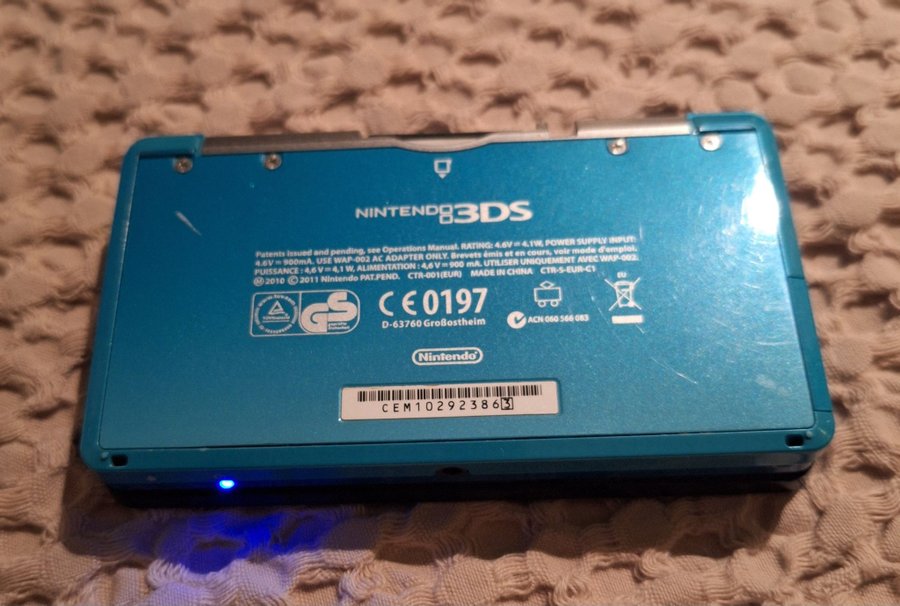 NINTENDO 3DS
Patents issued and pending, see Operations Manual. RATING: 4.6V⎓4.1W, POWER SUPPLY INPUT:
4.6V⎓900mA. USE WAP-002 AC ADAPTER ONLY. Brevets émis et en cours, voir mode d'emploi.
PUISSANCE : 4,6 V⎓4,1 W, ALIMENTATION : 4,6 V⎓900 mA. UTILISER UNIQUEMENT AVEC WAP-002.
Ⓜ 2010 © 2011 Nintendo PAT.PEND. CTR-001(EUR) MADE IN CHINA CTR-S-EUR-C1
EU
GS
geprüfte
Sicherheit
CE 0197
D-63760 Großostheim
ACN 060 566 083
Nintendo
CEM102923863